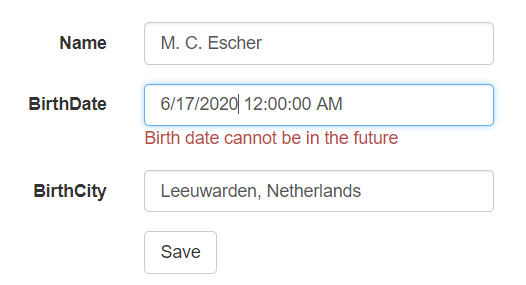 Name M. C. Escher
BirthDate 6/17/2020 12:00:00 AM
Birth date cannot be in the future
BirthCity Leeuwarden, Netherlands
Save